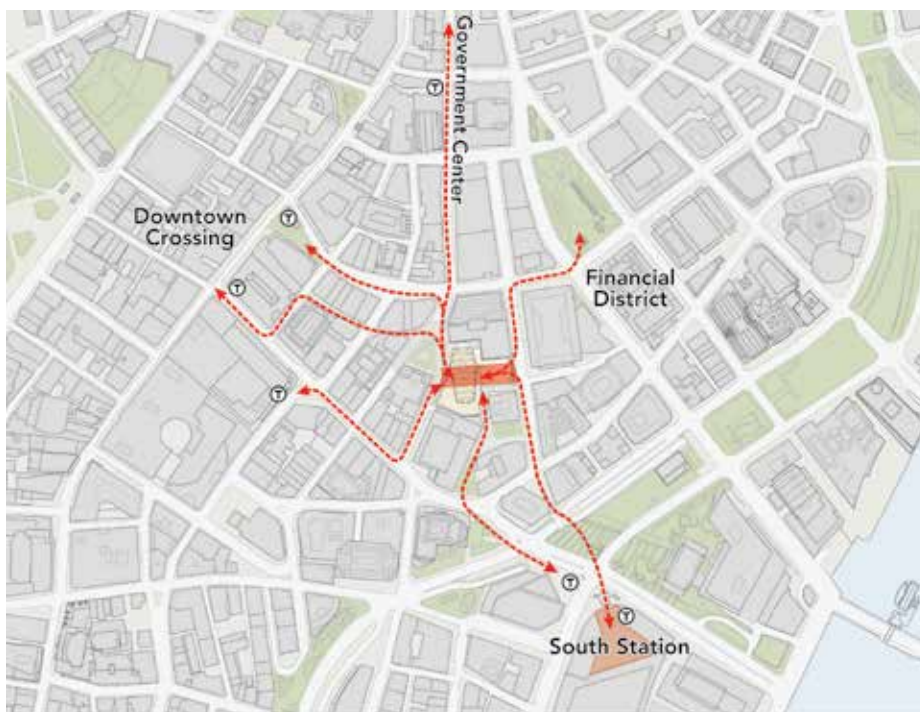 Government Center
T
T
Downtown
Crossing
T
Financial
District
T
T
T
South Station